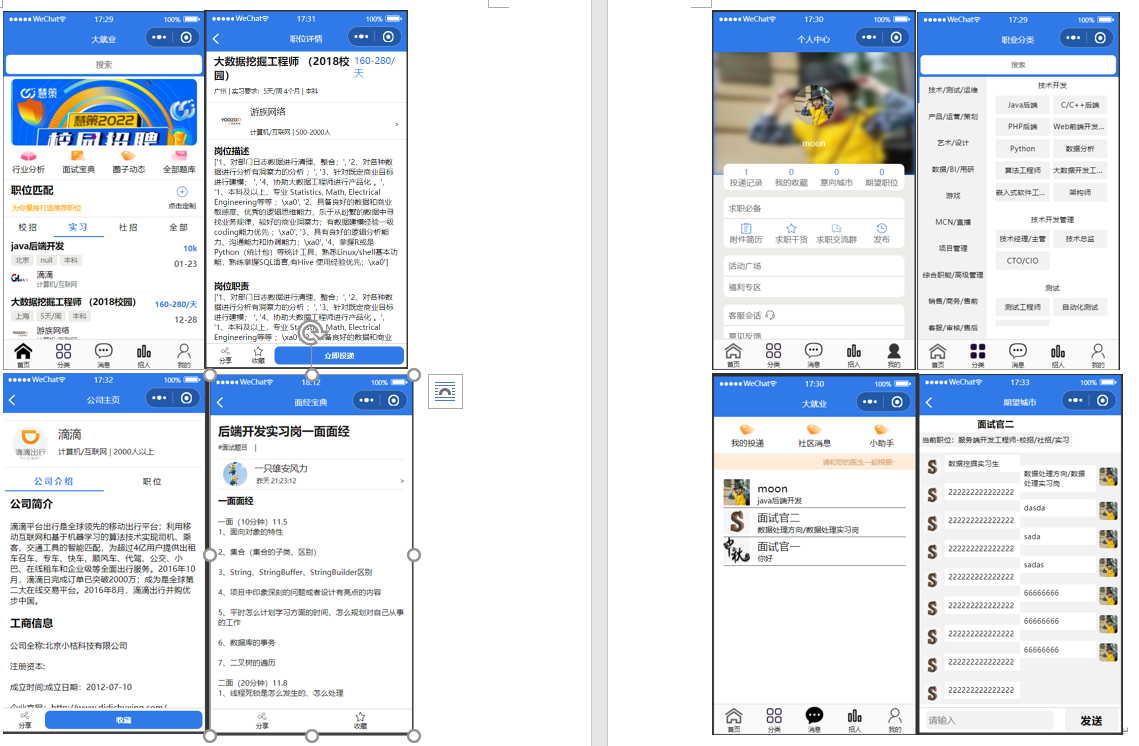 ●●●●●WeChat 17:29 100%
大就业
搜索
慧策
慧策2022
校园招聘
行业分析 面试宝典 圈子动态 全部题库
职位匹配
为你量身打造推荐职位 点击定制
校招 实习 社招 全部
java后端开发 10k
北京 null 本科 01-23
滴滴
计算机/互联网
大数据挖掘工程师 (2018校园) 160-280/天
上海 5天/周 本科 12-28
游族网络
首页 分类 消息 招人 我的
●●●●●WeChat 17:31 100%
职位详情
大数据挖掘工程师 (2018校园) 160-280/天
广州 | 实习要求：5天/周 4个月 | 本科
YOOZOO
游族网络
计算机/互联网 | 500-2000人 >
岗位描述
['1、对部门日志数据进行清理、整合；', '2、对各种数
据进行分析有洞察力的分析 ；', '3、针对既定商业目标
进行建模； ', '4、协助大数据工程师进行产品化 。',
'1、本科及以上，专业 Statistics, Math, Electrical
Engineering等等 ；\xa0', '2、具备良好的数据和商业
敏感度、优秀的逻辑思维能力，乐于从纷繁的数据中寻
找业务规律，较好的商业洞察力；有数据建模经验一级
coding能力优先 ；\xa0', '3、具有良好的逻辑分析能
力、沟通能力和协调能力；\xa0', '4、掌握R或是
Python（统计包）等统计工具，熟悉Linux/shell基本功
能，熟练掌握SQL语言,有Hive 使用经验优先；\xa0']
岗位职责
['1、对部门日志数据进行清理、整合；', '2、对各种数
据进行分析有洞察力的分析 ；', '3、针对既定商业目标
进行建模； ', '4、协助大数据工程师进行产品化 。',
'1、本科及以上，专业 Statistics, Math, Electrical
Engineering等等 ；\xa0', '2、具备良好的数据和商业
分享 收藏 立即投递
●●●●●WeChat 17:32 100%
公司主页
滴滴出行
滴滴
计算机/互联网 | 2000人以上
公司介绍 职位
公司简介
滴滴平台出行是全球领先的移动出行平台；利用移
动互联网和基于机器学习的算法技术实现司机、乘
客、交通工具的智能匹配，为超过4亿用户提供出租
车召车、专车、快车、顺风车、代驾、公交、小
巴、在线租车和企业级等全面出行服务。2016年10
月，滴滴日完成订单已突破2000万；成为是全球第
二大在线交易平台。2016年8月，滴滴出行并购优
步中国。
工商信息
公司全称:北京小桔科技有限公司
注册资本:
成立时间:成立日期：2012-07-10
企业官网：http://www.didichuxing.com/
分享 收藏
●●●●●WeChat 18:12 100%
面经宝典
后端开发实习岗一面面经
#面试题目 |
一只雄安风力
昨天 21:23:12 >
一面面经
一面（10分钟）11.5
1、面向对象的特性
2、集合（集合的子类、区别）
3、String、StringBuffer、StringBuilder区别
4、项目中印象深刻的问题或者设计有亮点的内容
5、平时怎么计划学习方面的时间、怎么规划对自己从事
的工作
6、数据库的事务
7、二叉树的遍历
二面（20分钟）11.8
1、线程死锁是怎么发生的、怎么处理
分享 收藏
●●●●●WeChat 17:30 100%
个人中心
moon
1 0 0 0
投递记录 我的收藏 意向城市 期望职位
求职必备
附件简历 求职干货 求职交流群 发布
活动广场
福利专区
客服会话
意见反馈
首页 分类 消息 招人 我的
●●●●●WeChat 17:29 100%
职业分类
搜索
技术/测试/运维
产品/运营/策划
艺术/设计
数据/BI/用研
游戏
MCN/直播
项目管理
综合职能/高级管理
销售/商务/售前
客服/审核/售后
技术开发
Java后端 C/C++后端
PHP后端 Web前端开发...
Python 数据分析
算法工程师 大数据开发工...
嵌入式软件工... 架构师
技术开发管理
技术经理/主管 技术总监
CTO/CIO
测试
测试工程师 自动化测试
首页 分类 消息 招人 我的
●●●●●WeChat 17:30 100%
大就业
我的投递 社区消息 小助手
moon
java后端开发
面试官二
数据处理方向/数据处理实习岗
中秋
面试官一
你好
首页 分类 消息 招人 我的
●●●●●WeChat 17:33 100%
期望城市
面试官二
当前职位：服务端开发工程师-校招/社招/实习
数据挖掘实习生
数据处理方向/数据
处理实习岗
222222222222222
dasda
222222222222222
sada
222222222222222
sadas
222222222222222
66666666
222222222222222
66666666
222222222222222
66666666
222222222222222
222222222222222
请输入 发送